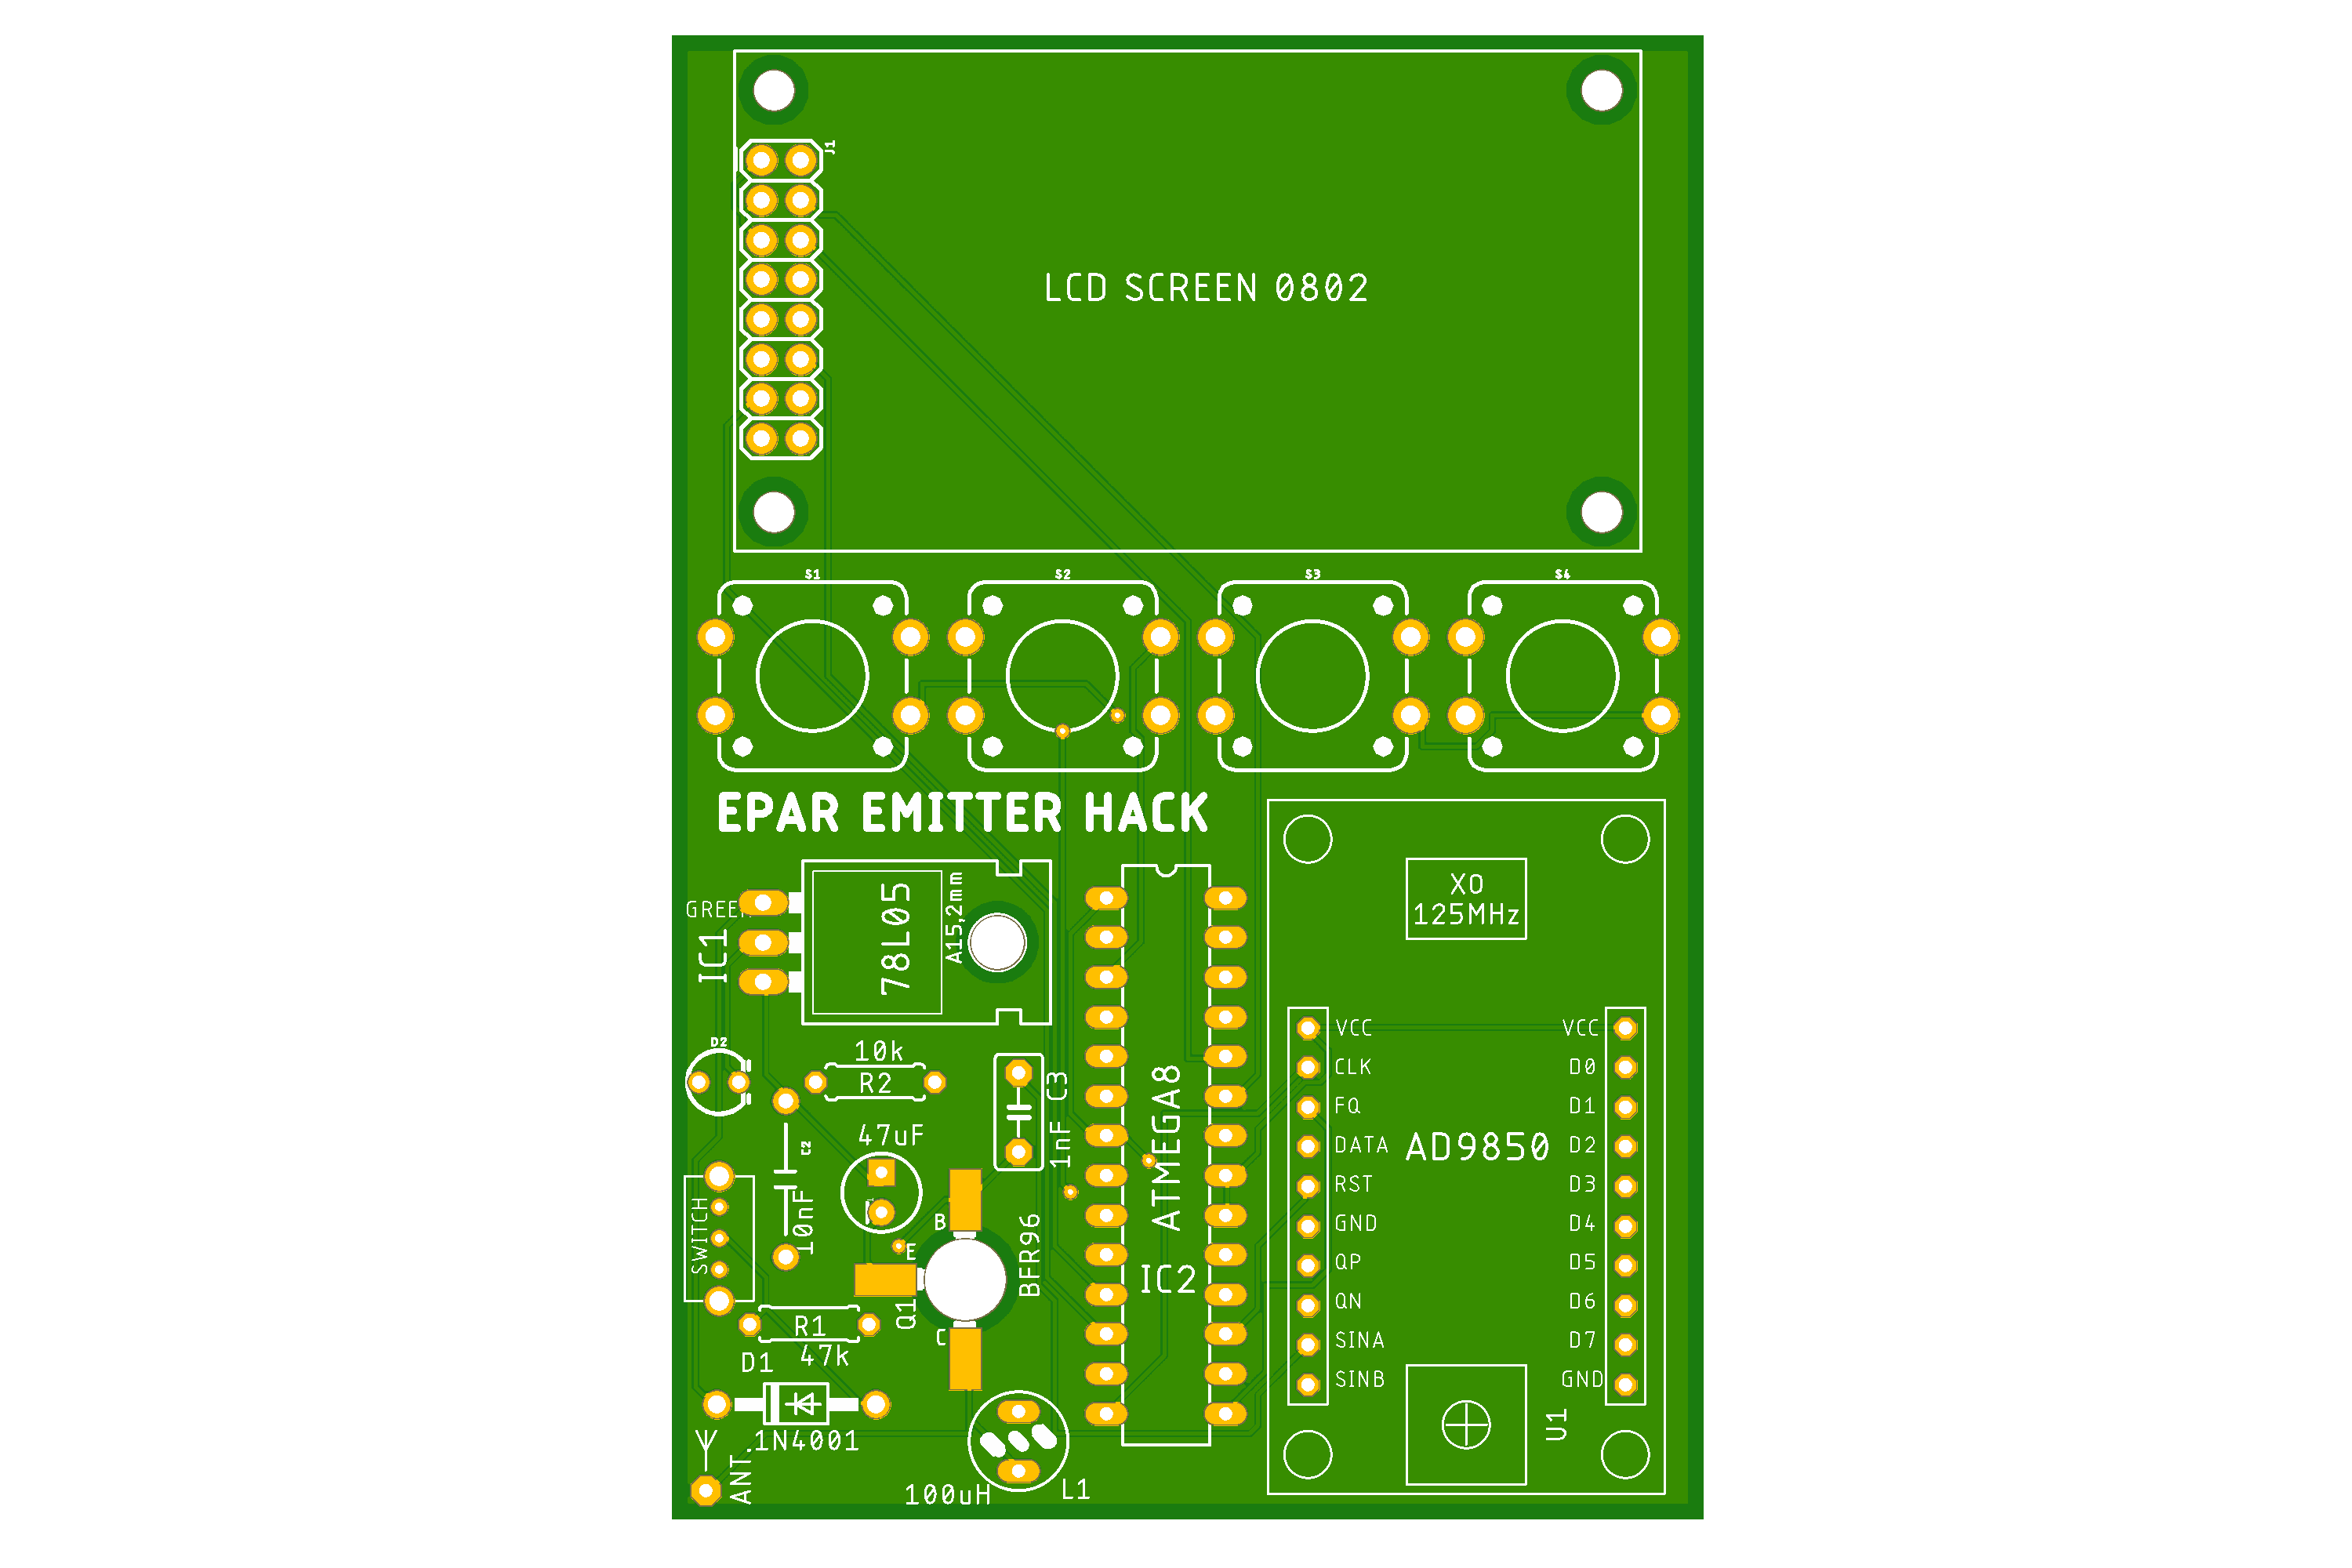 J1
LCD SCREEN 0802
S1
S2
S3
S4
EPAR EMITTER HACK
XO
125MHz
GREEN
IC1
78L05
A15,2mm
D2
10k
R2
C3
1nF
47uF
C2
10nF
SWITCH
B
E
C
BFR96
Q1
R1
47k
D1
1N4001
ANT.
100uH
L1
ATMEGA8
IC2
VCC
CLK
FQ
DATA
RST
GND
QP
QN
SINA
SINB
AD9850
VCC
D0
D1
D2
D3
D4
D5
D6
D7
GND
U1